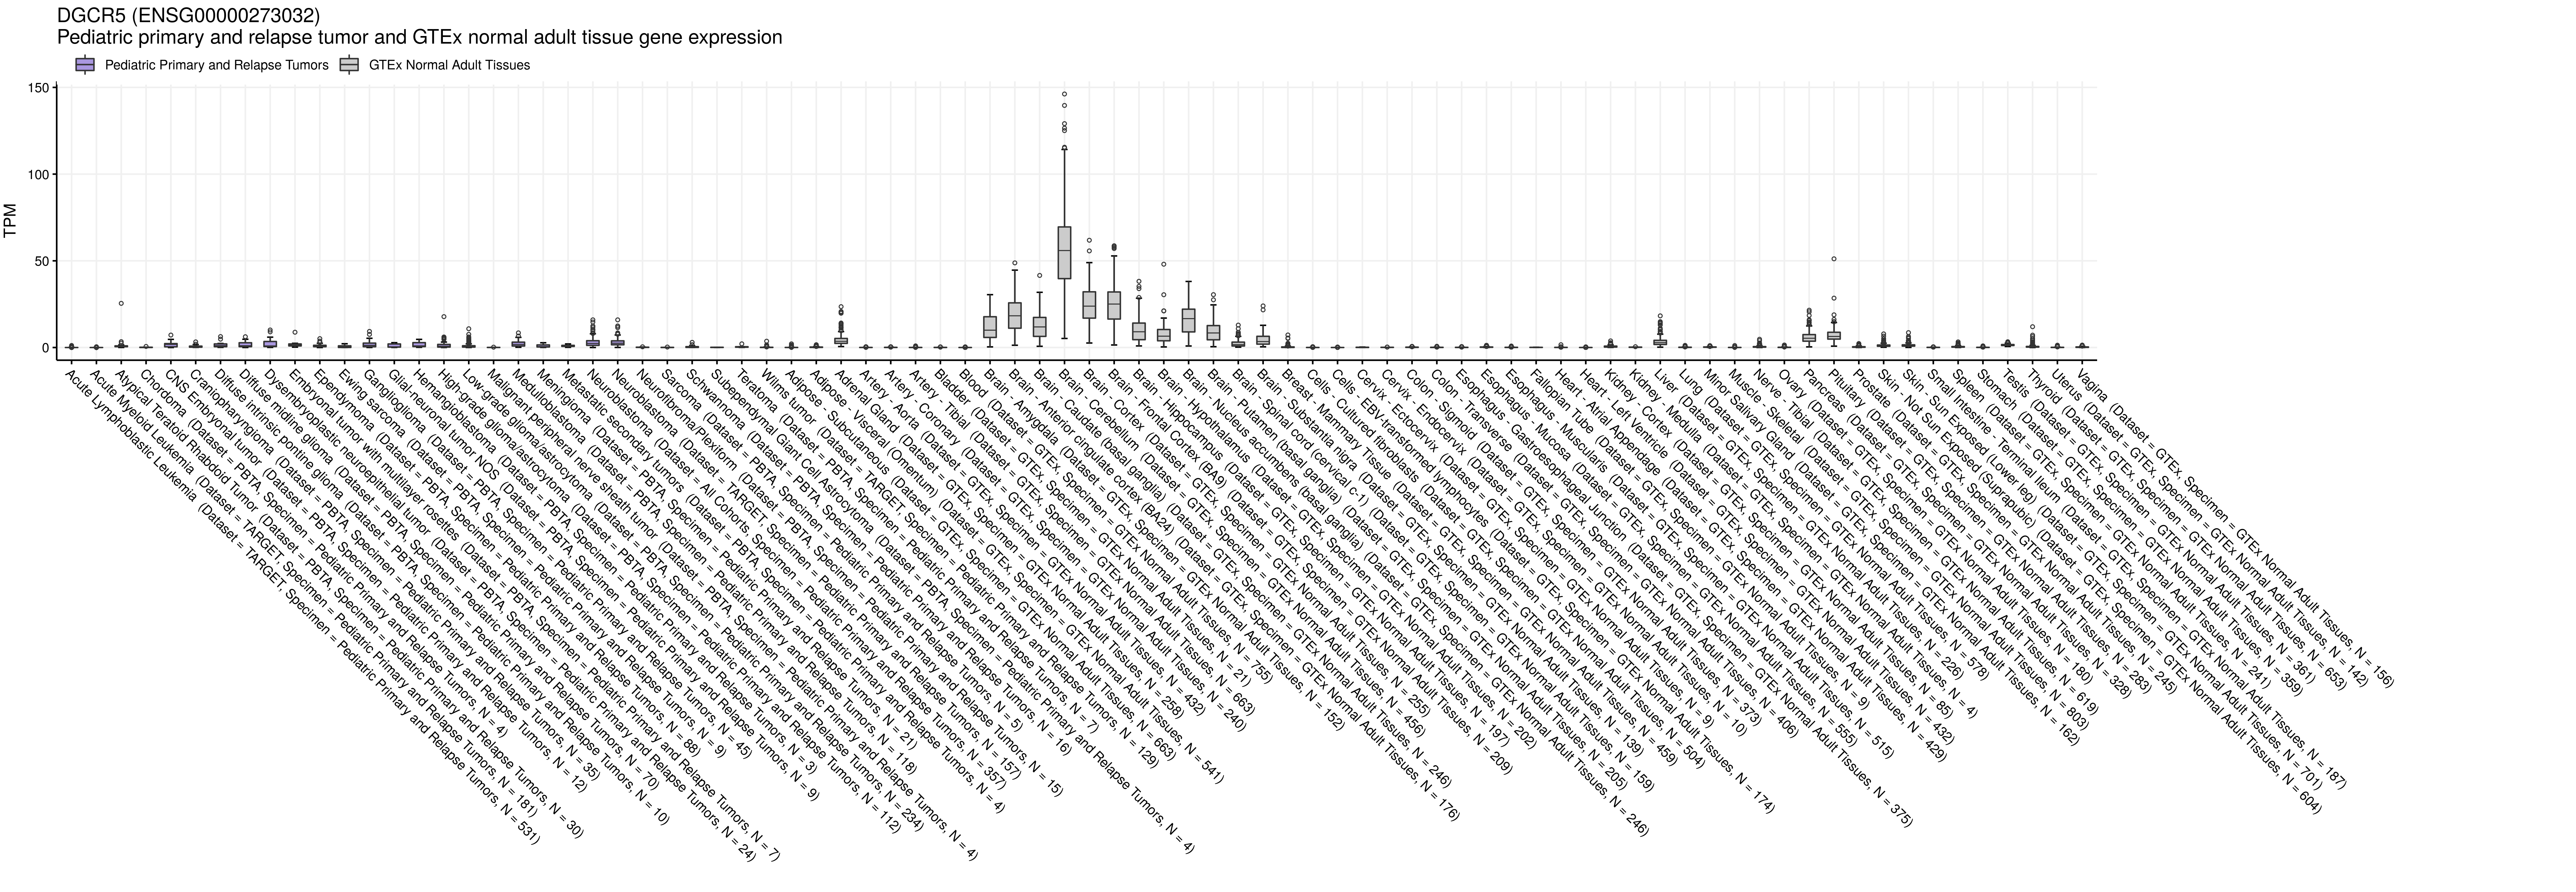 DGCR5 (ENSG00000273032)
Pediatric primary and relapse tumor and GTEx normal adult tissue gene expression
Pediatric Primary and Relapse Tumors
GTEx Normal Adult Tissues
TPM
150
100
50
0
Acute Lymphoblastic Leukemia (Dataset = TARGET, Specimen = Pediatric Primary and Relapse Tumors, N = 531)
Acute Myeloid Leukemia (Dataset = TARGET, Specimen = Pediatric Primary and Relapse Tumors, N = 181)
Atypical Teratoid Rhabdoid Tumor (Dataset = PBTA, Specimen = Pediatric Primary and Relapse Tumors, N = 30)
Chordoma (Dataset = PBTA, Specimen = Pediatric Primary and Relapse Tumors, N = 4)
CNS Embryonal tumor (Dataset = PBTA, Specimen = Pediatric Primary and Relapse Tumors, N = 12)
Craniopharyngioma (Dataset = PBTA, Specimen = Pediatric Primary and Relapse Tumors, N = 35)
Diffuse intrinsic pontine glioma (Dataset = PBTA, Specimen = Pediatric Primary and Relapse Tumors, N = 10)
Diffuse midline glioma (Dataset = PBTA, Specimen = Pediatric Primary and Relapse Tumors, N = 70)
Dysembryoplastic neuroepithelial tumor (Dataset = PBTA, Specimen = Pediatric Primary and Relapse Tumors, N = 24)
Embryonal tumor with multilayer rosettes (Dataset = PBTA, Specimen = Pediatric Primary and Relapse Tumors, N = 7)
Ependymoma (Dataset = PBTA, Specimen = Pediatric Primary and Relapse Tumors, N = 88)
Ewing sarcoma (Dataset = PBTA, Specimen = Pediatric Primary and Relapse Tumors, N = 9)
Ganglioglioma (Dataset = PBTA, Specimen = Pediatric Primary and Relapse Tumors, N = 45)
Glial-neuronal tumor NOS (Dataset = PBTA, Specimen = Pediatric Primary and Relapse Tumors, N = 9)
Hemangioblastoma (Dataset = PBTA, Specimen = Pediatric Primary and Relapse Tumors, N = 3)
High-grade glioma/astrocytoma (Dataset = PBTA, Specimen = Pediatric Primary and Relapse Tumors, N = 112)
Low-grade glioma/astrocytoma (Dataset = PBTA, Specimen = Pediatric Primary and Relapse Tumors, N = 234)
Malignant peripheral nerve sheath tumor (Dataset = PBTA, Specimen = Pediatric Primary and Relapse Tumors, N = 4)
Medulloblastoma (Dataset = PBTA, Specimen = Pediatric Primary and Relapse Tumors, N = 118)
Meningioma (Dataset = PBTA, Specimen = Pediatric Primary and Relapse Tumors, N = 21)
Metastatic secondary tumors (Dataset = PBTA, Specimen = Pediatric Primary and Relapse Tumors, N = 4)
Neuroblastoma (Dataset = All Cohorts, Specimen = Pediatric Primary and Relapse Tumors, N = 357)
Neuroblastoma (Dataset = TARGET, Specimen = Pediatric Primary and Relapse Tumors, N = 157)
Neurofibroma/Plexiform (Dataset = PBTA, Specimen = Pediatric Primary and Relapse Tumors, N = 15)
Sarcoma (Dataset = PBTA, Specimen = Pediatric Primary and Relapse Tumors, N = 5)
Schwannoma (Dataset = PBTA, Specimen = Pediatric Primary and Relapse Tumors, N = 16)
Subependymal Giant Cell Astrocytoma (Dataset = PBTA, Specimen = Pediatric Primary and Relapse Tumors, N = 4)
Teratoma (Dataset = PBTA, Specimen = Pediatric Primary and Relapse Tumors, N = 7)
Wilms tumor (Dataset = TARGET, Specimen = Pediatric Primary and Relapse Tumors, N = 129)
Adipose - Subcutaneous (Dataset = GTEx, Specimen = GTEx Normal Adult Tissues, N = 663)
Adipose - Visceral (Omentum) (Dataset = GTEx, Specimen = GTEx Normal Adult Tissues, N = 541)
Adrenal Gland (Dataset = GTEx, Specimen = GTEx Normal Adult Tissues, N = 258)
Artery - Aorta (Dataset = GTEx, Specimen = GTEx Normal Adult Tissues, N = 432)
Artery - Coronary (Dataset = GTEx, Specimen = GTEx Normal Adult Tissues, N = 240)
Artery - Tibial (Dataset = GTEx, Specimen = GTEx Normal Adult Tissues, N = 663)
Bladder (Dataset = GTEx, Specimen = GTEx Normal Adult Tissues, N = 21)
Blood (Dataset = GTEx, Specimen = GTEx Normal Adult Tissues, N = 755)
Brain - Amygdala (Dataset = GTEx, Specimen = GTEx Normal Adult Tissues, N = 152)
Brain - Anterior cingulate cortex (BA24) (Dataset = GTEx, Specimen = GTEx Normal Adult Tissues, N = 176)
Brain - Caudate (basal ganglia) (Dataset = GTEx, Specimen = GTEx Normal Adult Tissues, N = 246)
Brain - Cerebellum (Dataset = GTEx, Specimen = GTEx Normal Adult Tissues, N = 456)
Brain - Cortex (Dataset = GTEx, Specimen = GTEx Normal Adult Tissues, N = 255)
Brain - Frontal Cortex (BA9) (Dataset = GTEx, Specimen = GTEx Normal Adult Tissues, N = 209)
Brain - Hippocampus (Dataset = GTEx, Specimen = GTEx Normal Adult Tissues, N = 197)
Brain - Hypothalamus (Dataset = GTEx, Specimen = GTEx Normal Adult Tissues, N = 202)
Brain - Nucleus accumbens (basal ganglia) (Dataset = GTEx, Specimen = GTEx Normal Adult Tissues, N = 246)
Brain - Putamen (basal ganglia) (Dataset = GTEx, Specimen = GTEx Normal Adult Tissues, N = 205)
Brain - Spinal cord (cervical c-1) (Dataset = GTEx, Specimen = GTEx Normal Adult Tissues, N = 159)
Brain - Substantia nigra (Dataset = GTEx, Specimen = GTEx Normal Adult Tissues, N = 139)
Breast - Mammary Tissue (Dataset = GTEx, Specimen = GTEx Normal Adult Tissues, N = 459)
Cells - Cultured fibroblasts (Dataset = GTEx, Specimen = GTEx Normal Adult Tissues, N = 504)
Cells - EBV-transformed lymphocytes (Dataset = GTEx, Specimen = GTEx Normal Adult Tissues, N = 174)
Cervix - Ectocervix (Dataset = GTEx, Specimen = GTEx Normal Adult Tissues, N = 9)
Cervix - Endocervix (Dataset = GTEx, Specimen = GTEx Normal Adult Tissues, N = 10)
Colon - Sigmoid (Dataset = GTEx, Specimen = GTEx Normal Adult Tissues, N = 373)
Colon - Transverse (Dataset = GTEx, Specimen = GTEx Normal Adult Tissues, N = 406)
Esophagus - Gastroesophageal Junction (Dataset = GTEx, Specimen = GTEx Normal Adult Tissues, N = 375)
Esophagus - Mucosa (Dataset = GTEx, Specimen = GTEx Normal Adult Tissues, N = 555)
Esophagus - Muscularis (Dataset = GTEx, Specimen = GTEx Normal Adult Tissues, N = 515)
Fallopian Tube (Dataset = GTEx, Specimen = GTEx Normal Adult Tissues, N = 9)
Heart - Atrial Appendage (Dataset = GTEx, Specimen = GTEx Normal Adult Tissues, N = 429)
Heart - Left Ventricle (Dataset = GTEx, Specimen = GTEx Normal Adult Tissues, N = 432)
Kidney - Cortex (Dataset = GTEx, Specimen = GTEx Normal Adult Tissues, N = 85)
Kidney - Medulla (Dataset = GTEx, Specimen = GTEx Normal Adult Tissues, N = 4)
Liver (Dataset = GTEx, Specimen = GTEx Normal Adult Tissues, N = 226)
Lung (Dataset = GTEx, Specimen = GTEx Normal Adult Tissues, N = 578)
Minor Salivary Gland (Dataset = GTEx, Specimen = GTEx Normal Adult Tissues, N = 162)
Muscle - Skeletal (Dataset = GTEx, Specimen = GTEx Normal Adult Tissues, N = 803)
Nerve - Tibial (Dataset = GTEx, Specimen = GTEx Normal Adult Tissues, N = 619)
Ovary (Dataset = GTEx, Specimen = GTEx Normal Adult Tissues, N = 180)
Pancreas (Dataset = GTEx, Specimen = GTEx Normal Adult Tissues, N = 328)
Pituitary (Dataset = GTEx, Specimen = GTEx Normal Adult Tissues, N = 283)
Prostate (Dataset = GTEx, Specimen = GTEx Normal Adult Tissues, N = 245)
Skin - Not Sun Exposed (Suprapubic) (Dataset = GTEx, Specimen = GTEx Normal Adult Tissues, N = 604)
Skin - Sun Exposed (Lower leg) (Dataset = GTEx, Specimen = GTEx Normal Adult Tissues, N = 701)
Small Intestine - Terminal Ileum (Dataset = GTEx, Specimen = GTEx Normal Adult Tissues, N = 187)
Spleen (Dataset = GTEx, Specimen = GTEx Normal Adult Tissues, N = 241)
Stomach (Dataset = GTEx, Specimen = GTEx Normal Adult Tissues, N = 359)
Testis (Dataset = GTEx, Specimen = GTEx Normal Adult Tissues, N = 361)
Thyroid (Dataset = GTEx, Specimen = GTEx Normal Adult Tissues, N = 653)
Uterus (Dataset = GTEx, Specimen = GTEx Normal Adult Tissues, N = 142)
Vagina (Dataset = GTEx, Specimen = GTEx Normal Adult Tissues, N = 156)